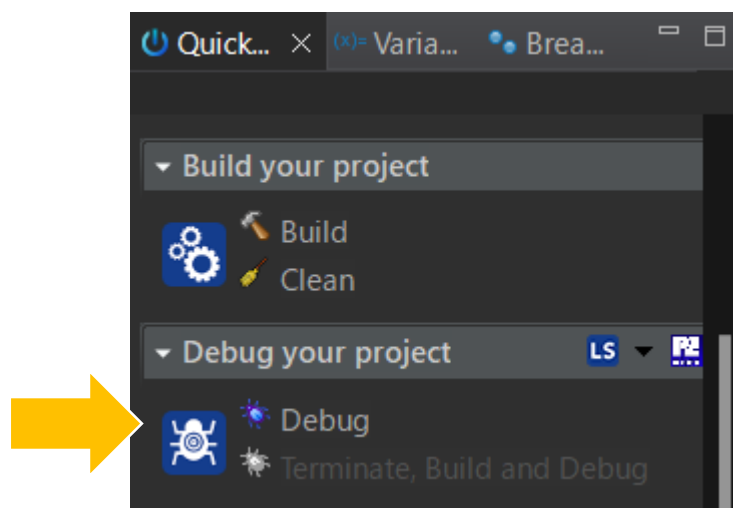 Quick... (x)= Varia... Brea...
Build your project
Build
Clean
Debug your project LS
Debug
Terminate, Build and Debug